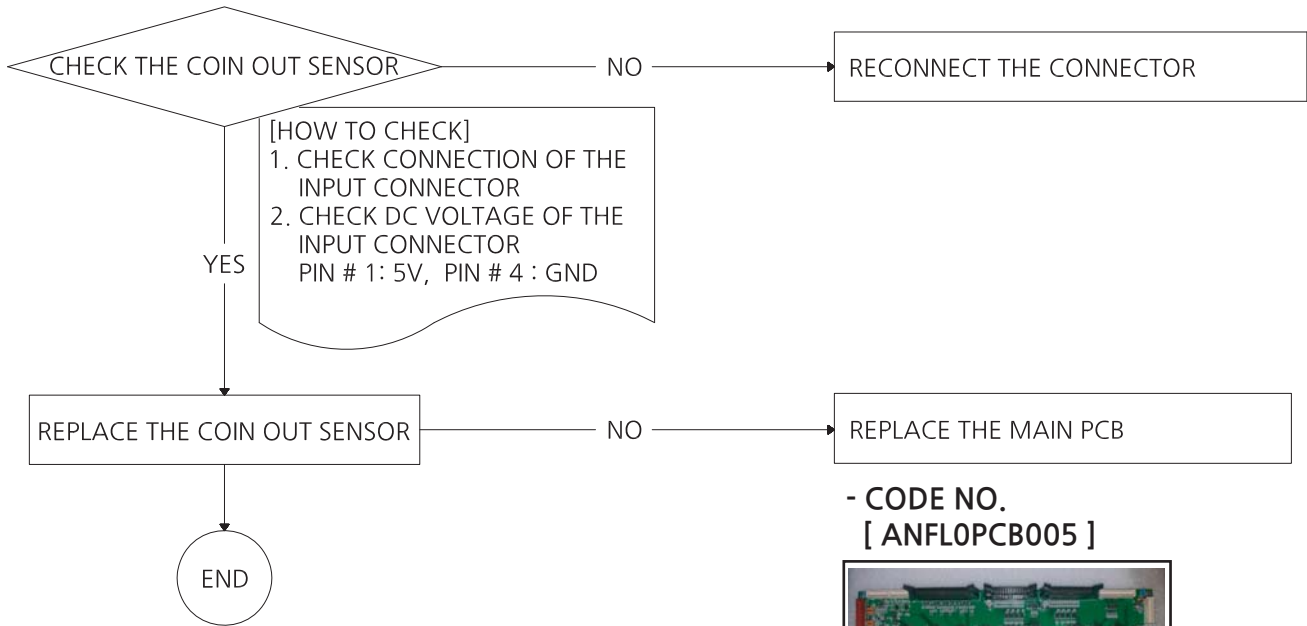 CHECK THE COIN OUT SENSOR
NO
RECONNECT THE CONNECTOR
[HOW TO CHECK]
1. CHECK CONNECTION OF THE
INPUT CONNECTOR
2. CHECK DC VOLTAGE OF THE
INPUT CONNECTOR
PIN # 1: 5V, PIN # 4 : GND
YES
REPLACE THE COIN OUT SENSOR
NO
REPLACE THE MAIN PCB
- CODE NO.
[ ANFL0PCB005 ]
END